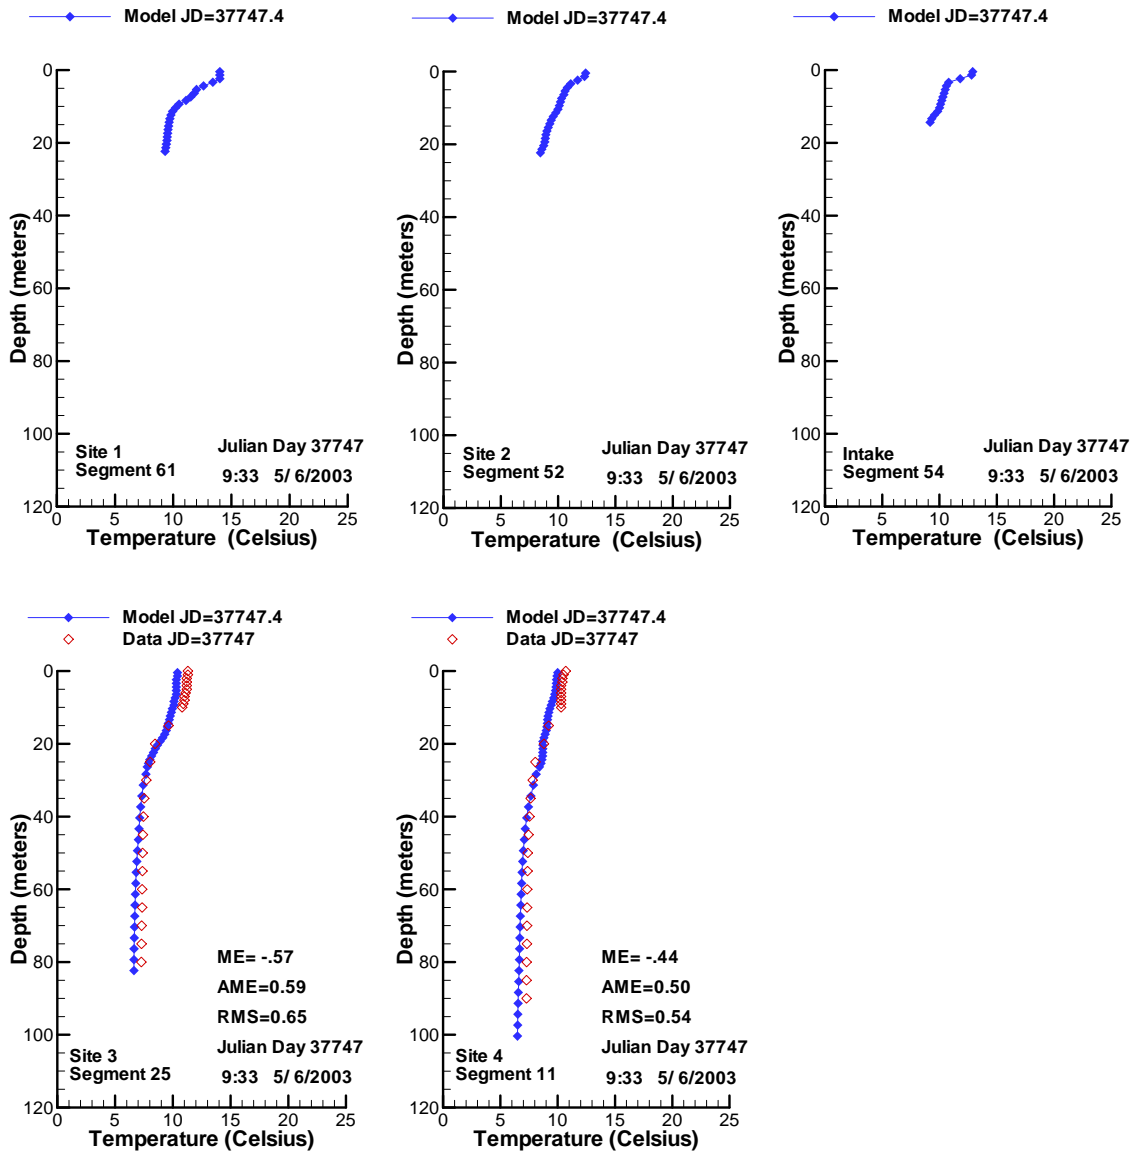 Model JD=37747.4
0
20
40
60
80
100
120
Depth (meters)
Site 1
Segment 61
Julian Day 37747
9:33 5/ 6/2003
0 5 10 15 20 25
Temperature (Celsius)
Model JD=37747.4
0
20
40
60
80
100
120
Depth (meters)
Site 2
Segment 52
Julian Day 37747
9:33 5/ 6/2003
0 5 10 15 20 25
Temperature (Celsius)
Model JD=37747.4
0
20
40
60
80
100
120
Depth (meters)
Intake
Segment 54
Julian Day 37747
9:33 5/ 6/2003
0 5 10 15 20 25
Temperature (Celsius)
Model JD=37747.4
Data JD=37747
0
20
40
60
80
100
120
Depth (meters)
ME= -.57
AME=0.59
RMS=0.65
Site 3
Segment 25
Julian Day 37747
9:33 5/ 6/2003
0 5 10 15 20 25
Temperature (Celsius)
Model JD=37747.4
Data JD=37747
0
20
40
60
80
100
120
Depth (meters)
ME= -.44
AME=0.50
RMS=0.54
Site 4
Segment 11
Julian Day 37747
9:33 5/ 6/2003
0 5 10 15 20 25
Temperature (Celsius)